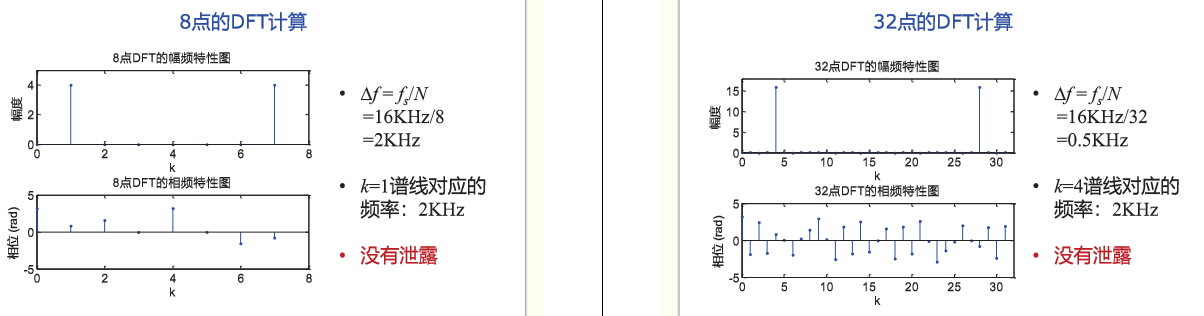 8点的DFT计算
8点DFT的幅频特性图
幅度
4
2
0
0 2 4 6 8
k
8点DFT的相频特性图
相位 (rad)
5
0
-5
0 2 4 6 8
k
• Δf = fs/N
=16KHz/8
=2KHz
• k=1谱线对应的
频率：2KHz
• 没有泄露
32点的DFT计算
32点DFT的幅频特性图
幅度
15
10
5
0
0 5 10 15 20 25 30
k
32点DFT的相频特性图
相位 (rad)
5
0
-5
0 5 10 15 20 25 30
k
• Δf = fs/N
=16KHz/32
=0.5KHz
• k=4谱线对应的
频率：2KHz
• 没有泄露